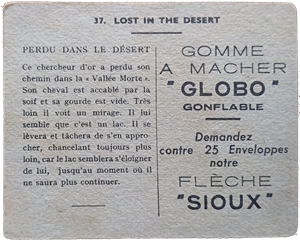 37. LOST IN THE DESERT
PERDU DANS LE DÉSERT
Ce chercheur d'or a perdu son
chemin dans la « Vallée Morte ».
Son cheval est accablé par la
soif et sa gourde est vide. Très
loin il voit un mirage. Il lui
semble que c'est un lac. Il se
lèvera et tâchera de s'en ap-
procher, chancelant toujours plus
loin, car le lac semblera s'éloigner
de lui, jusqu'au moment où il
ne saura plus continuer.
GOMME
A MACHER
"GLOBO"
GONFLABLE
Demandez
contre 25 Enveloppes
notre
FLÈCHE
"SIOUX"